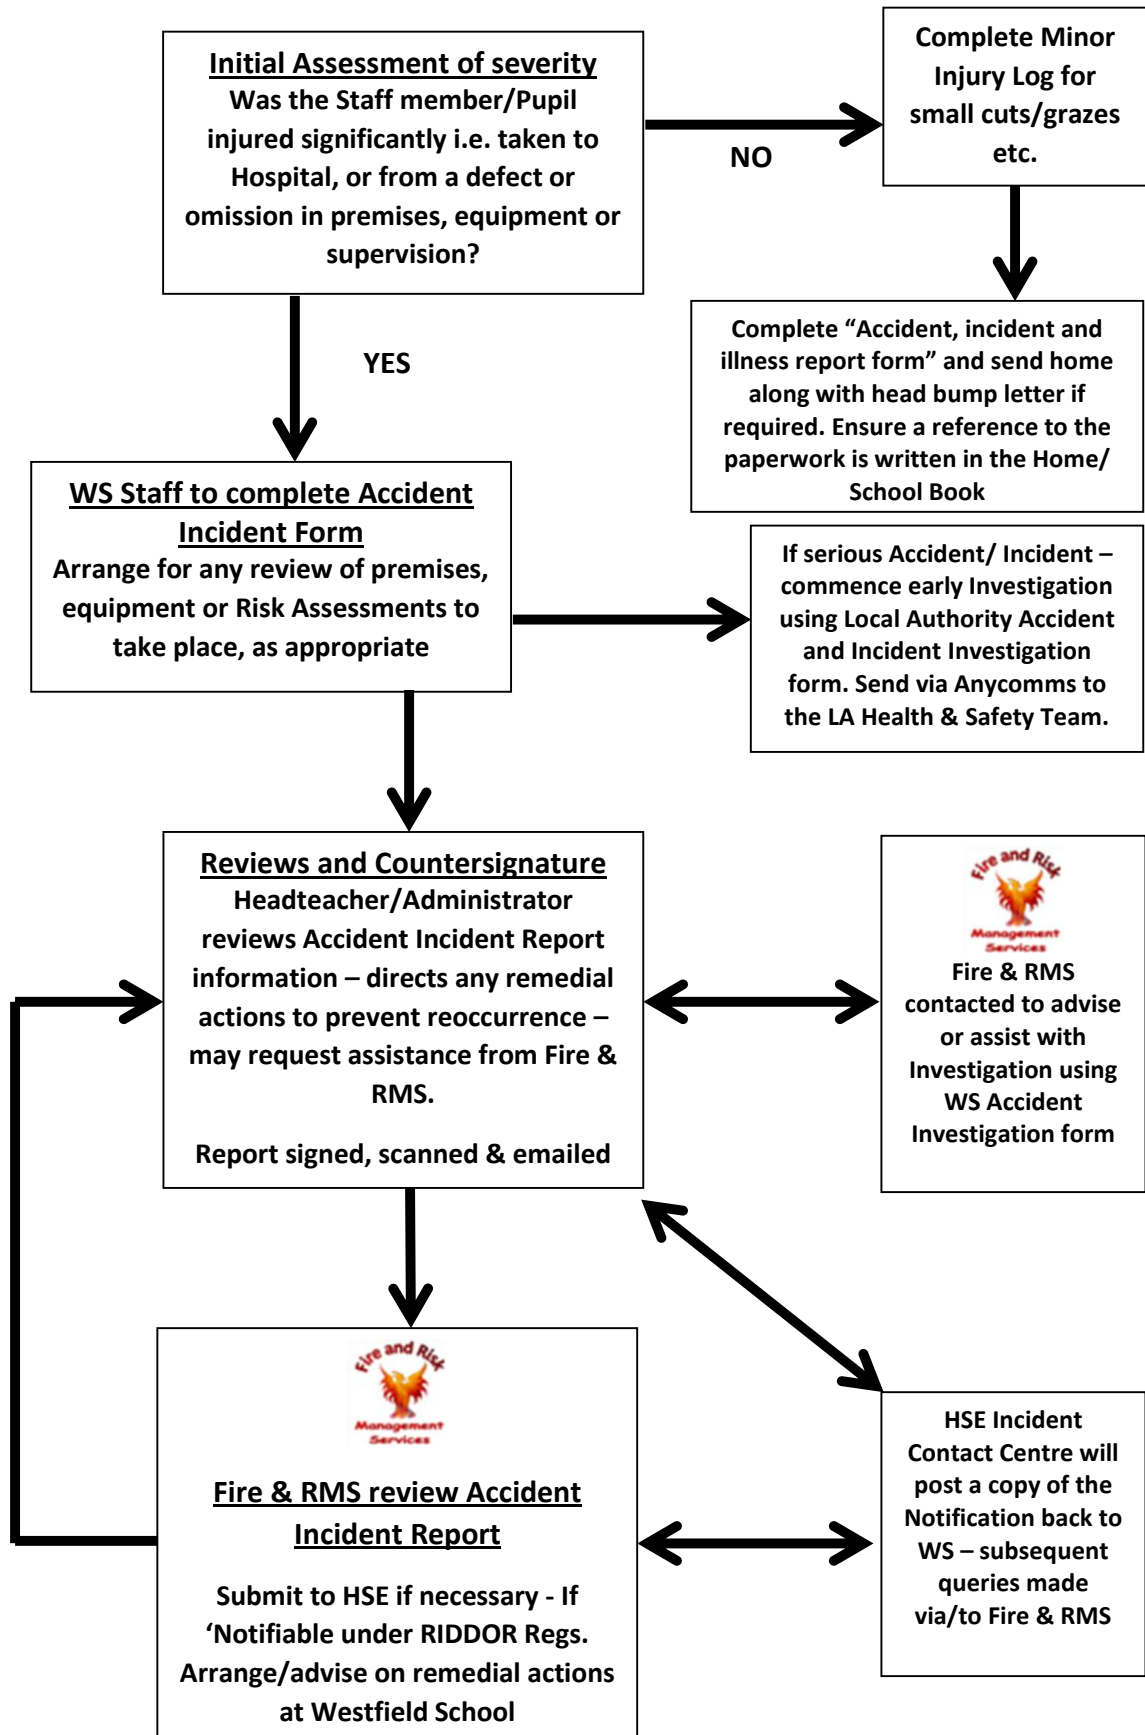 Initial Assessment of severity
Was the Staff member/Pupil
injured significantly i.e. taken to
Hospital, or from a defect or
omission in premises, equipment or
supervision?
NO
Complete Minor
Injury Log for
small cuts/grazes
etc.
YES
Complete “Accident, incident and
illness report form” and send home
along with head bump letter if
required. Ensure a reference to the
paperwork is written in the Home/
School Book
WS Staff to complete Accident
Incident Form
Arrange for any review of premises,
equipment or Risk Assessments to
take place, as appropriate
If serious Accident/ Incident –
commence early Investigation
using Local Authority Accident
and Incident Investigation
form. Send via Anycomms to
the LA Health & Safety Team.
Reviews and Countersignature
Headteacher/Administrator
reviews Accident Incident Report
information – directs any remedial
actions to prevent reoccurrence –
may request assistance from Fire &
RMS.
Report signed, scanned & emailed
Fire and Risk
Management
Services
Fire & RMS
contacted to advise
or assist with
Investigation using
WS Accident
Investigation form
Fire and Risk
Management
Services
Fire & RMS review Accident
Incident Report
Submit to HSE if necessary - If
‘Notifiable under RIDDOR Regs.
Arrange/advise on remedial actions
at Westfield School
HSE Incident
Contact Centre will
post a copy of the
Notification back to
WS – subsequent
queries made
via/to Fire & RMS